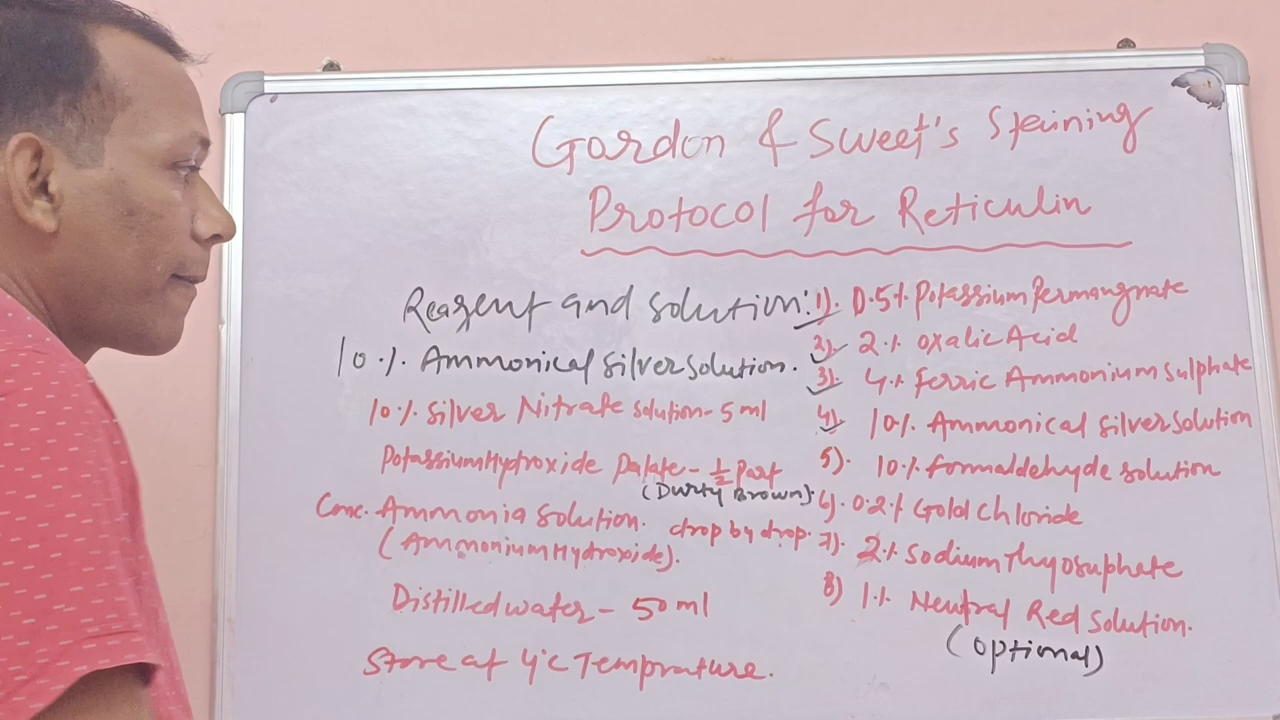 Gordon & Sweet's Staining
Protocol for Reticulin
Reagent and solution:
10.%. Ammonical silver solution.
10.%. silver Nitrate solution - 5 ml
Potassium Hydroxide Palate - 1/2 Part
(Durty Brown).
Conc. Ammonia solution. drop by drop.
(Ammonium Hydroxide).
Distilled water - 50 ml
Store at 4°C Temprature.
1). 0.5% Potassium Permangnate
2). 2.% oxalic Acid
3). 4.% ferric Ammonium sulphate
4). 10%. Ammonical silver solution
5). 10.% formaldehyde solution
6). 0.2.% Gold chloride
7). 2% sodium Thyosuphate
8) 1.% Neutral Red solution.
(optional)